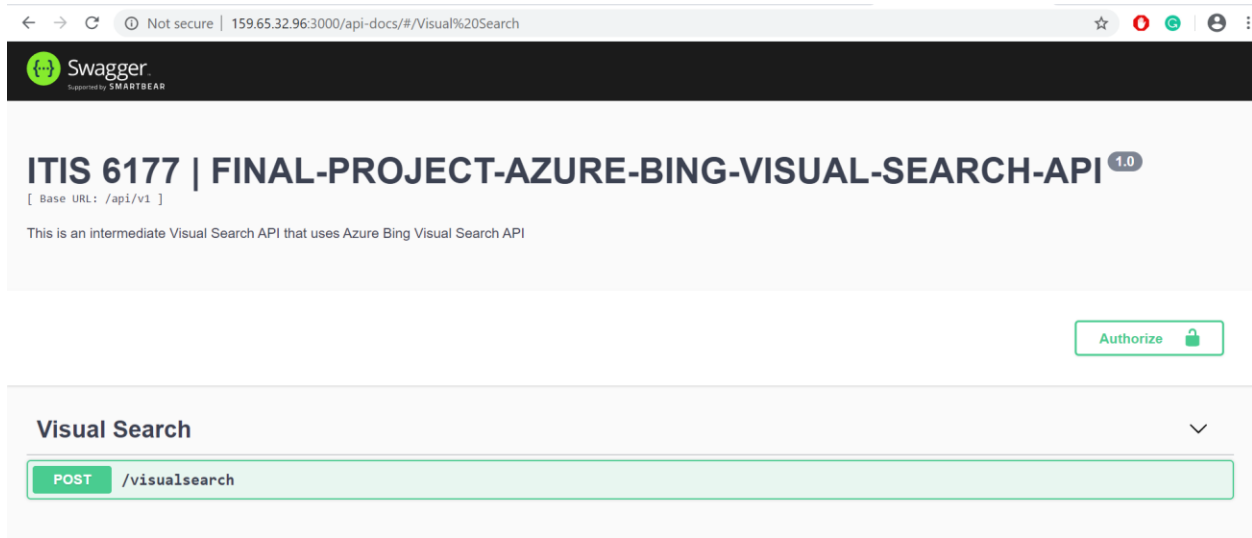 Not secure | 159.65.32.96:3000/api-docs/#/Visual%20Search
{··} Swagger.
Supported by SMARTBEAR
ITIS 6177 | FINAL-PROJECT-AZURE-BING-VISUAL-SEARCH-API 1.0
[ Base URL: /api/v1 ]
This is an intermediate Visual Search API that uses Azure Bing Visual Search API
Authorize
Visual Search
POST /visualsearch